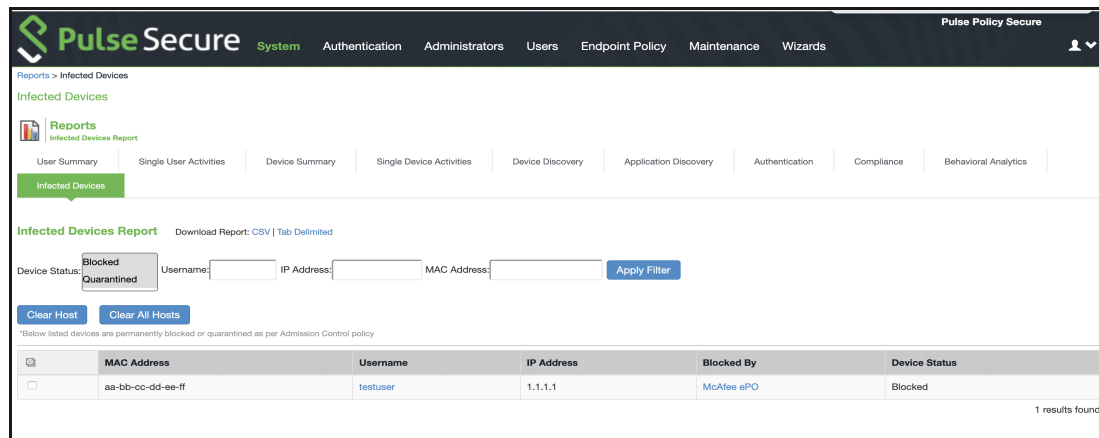 Pulse Policy Secure
Pulse Secure System Authentication Administrators Users Endpoint Policy Maintenance Wizards
Reports > Infected Devices
Infected Devices
Reports
Infected Devices Report
User Summary Single User Activities Device Summary Single Device Activities Device Discovery Application Discovery Authentication Compliance Behavioral Analytics
Infected Devices
Infected Devices Report Download Report: CSV | Tab Delimited
Blocked
Device Status: Username: IP Address: MAC Address: Apply Filter
Quarantined
Clear Host Clear All Hosts
*Below listed devices are permanently blocked or quarantined as per Admission Control policy
MAC Address Username IP Address Blocked By Device Status
aa-bb-cc-dd-ee-ff testuser 1.1.1.1 McAfee ePO Blocked
1 results found